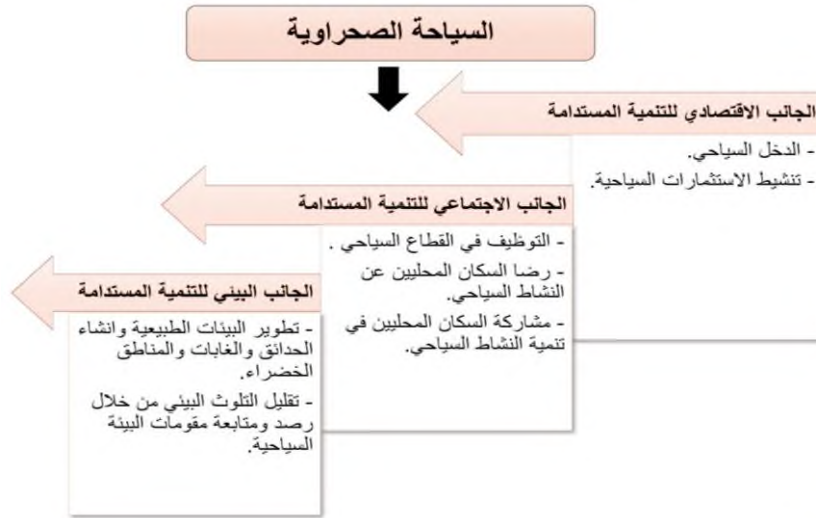 السياحة الصحراوية
الجانب الاقتصادي للتنمية المستدامة
- الدخل السياحي.
- تنشيط الاستثمارات السياحية.
الجانب الاجتماعي للتنمية المستدامة
- التوظيف في القطاع السياحي .
- رضا السكان المحليين عن
النشاط السياحي.
- مشاركة السكان المحليين في
تنمية النشاط السياحي.
الجانب البيئي للتنمية المستدامة
- تطوير البيئات الطبيعية وانشاء
الحدائق والغابات والمناطق
الخضراء.
- تقليل التلوث البيئي من خلال
رصد ومتابعة مقومات البيئة
السياحية.